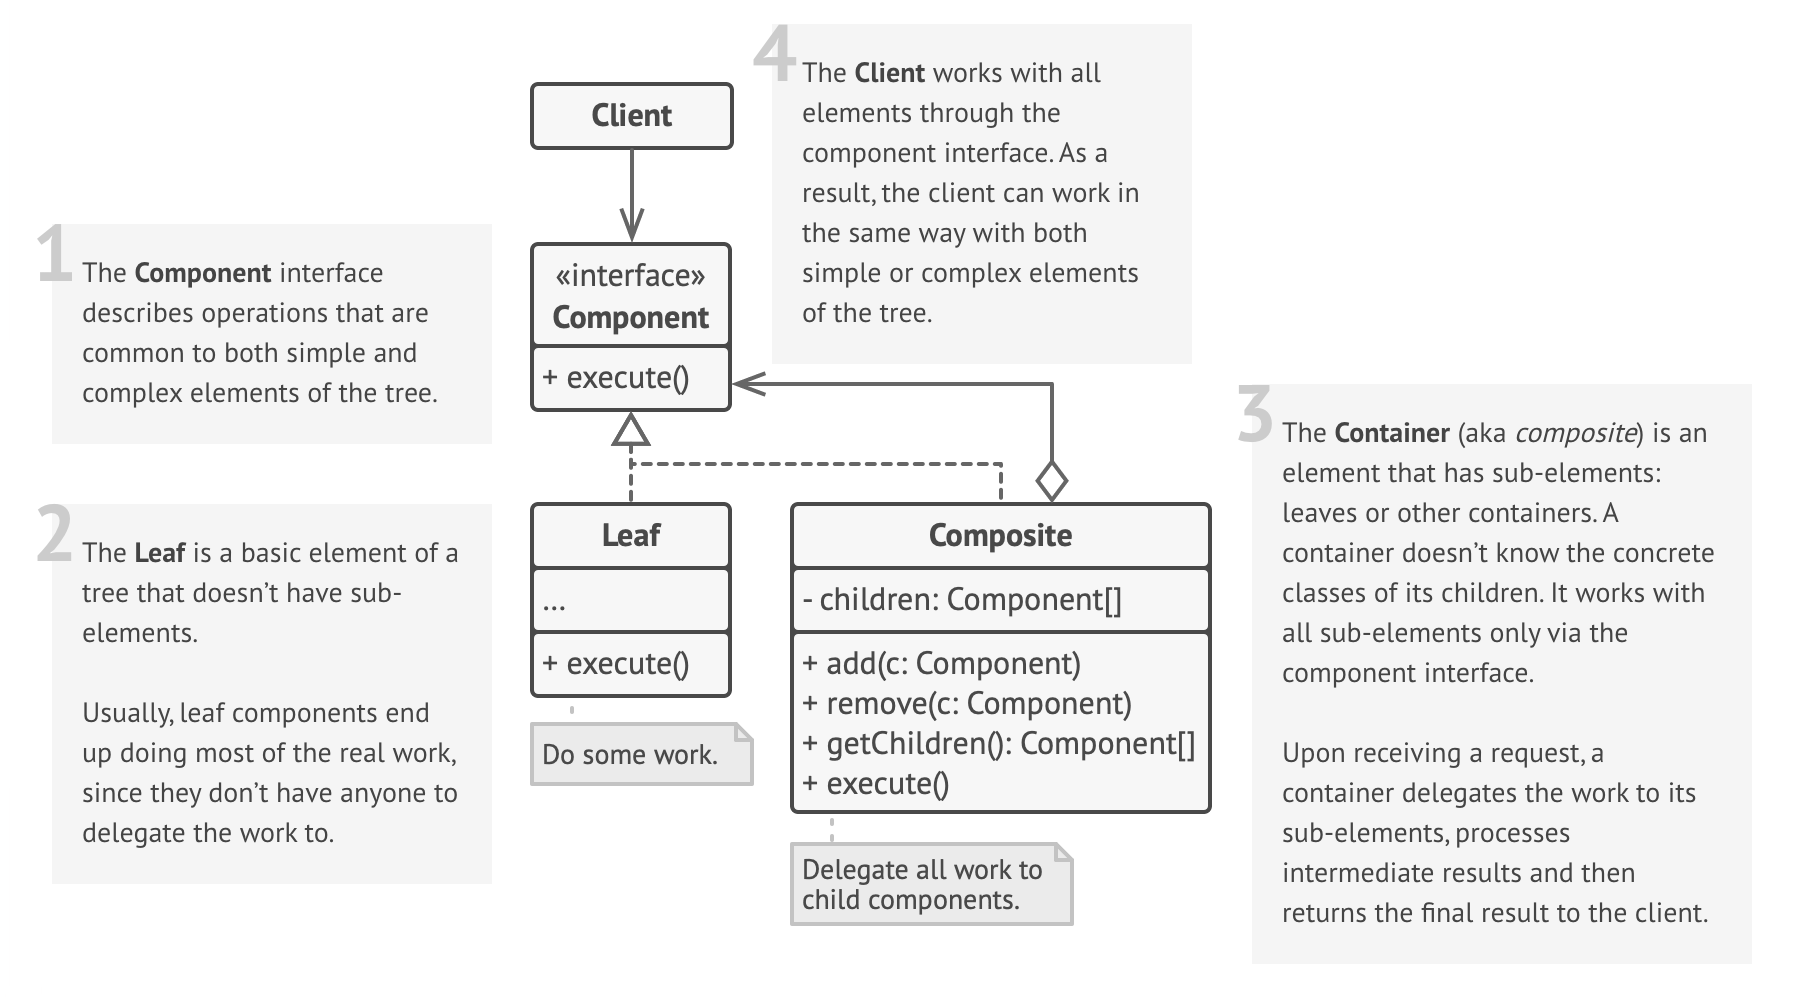 Client
4
The Client works with all
elements through the
component interface. As a
result, the client can work in
the same way with both
simple or complex elements
of the tree.
1
The Component interface
describes operations that are
common to both simple and
complex elements of the tree.
«interface»
Component
+ execute()
2
The Leaf is a basic element of a
tree that doesn’t have sub-
elements.
Usually, leaf components end
up doing most of the real work,
since they don’t have anyone to
delegate the work to.
Leaf
...
+ execute()
Do some work.
Composite
- children: Component[]
+ add(c: Component)
+ remove(c: Component)
+ getChildren(): Component[]
+ execute()
Delegate all work to
child components.
3
The Container (aka composite) is an
element that has sub-elements:
leaves or other containers. A
container doesn’t know the concrete
classes of its children. It works with
all sub-elements only via the
component interface.
Upon receiving a request, a
container delegates the work to its
sub-elements, processes
intermediate results and then
returns the final result to the client.